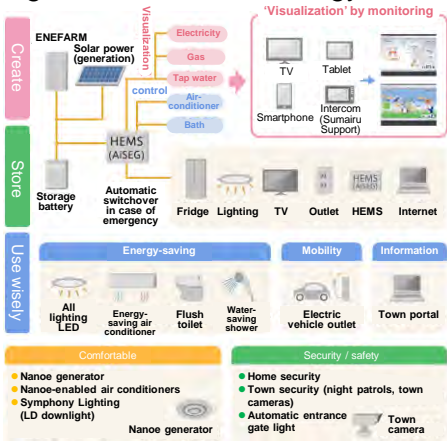 'Visualization' by monitoring
Create
ENEFARM
Solar power
(generation)
Visualization
Electricity
Gas
Tap water
control
Air-
conditioner
Bath
TV
Tablet
Smartphone
Intercom
(Sumairu
Support)
Store
HEMS
(AiSEG)
Storage
battery
Automatic
switchover
in case of
emergency
Fridge
Lighting
TV
Outlet
HEMS
(AiSEG)
HEMS
Internet
Use wisely
Energy-saving
Mobility
Information
All
lighting
LED
Energy-
saving air
conditioner
Flush
toilet
Water-
saving
shower
Electric
vehicle outlet
Town portal
Comfortable
Nanoe generator
Nanoe-enabled air conditioners
Symphony Lighting
(LD downlight)
Nanoe generator
Security / safety
Home security
Town security (night patrols, town
cameras)
Automatic entrance
gate light
Town
camera